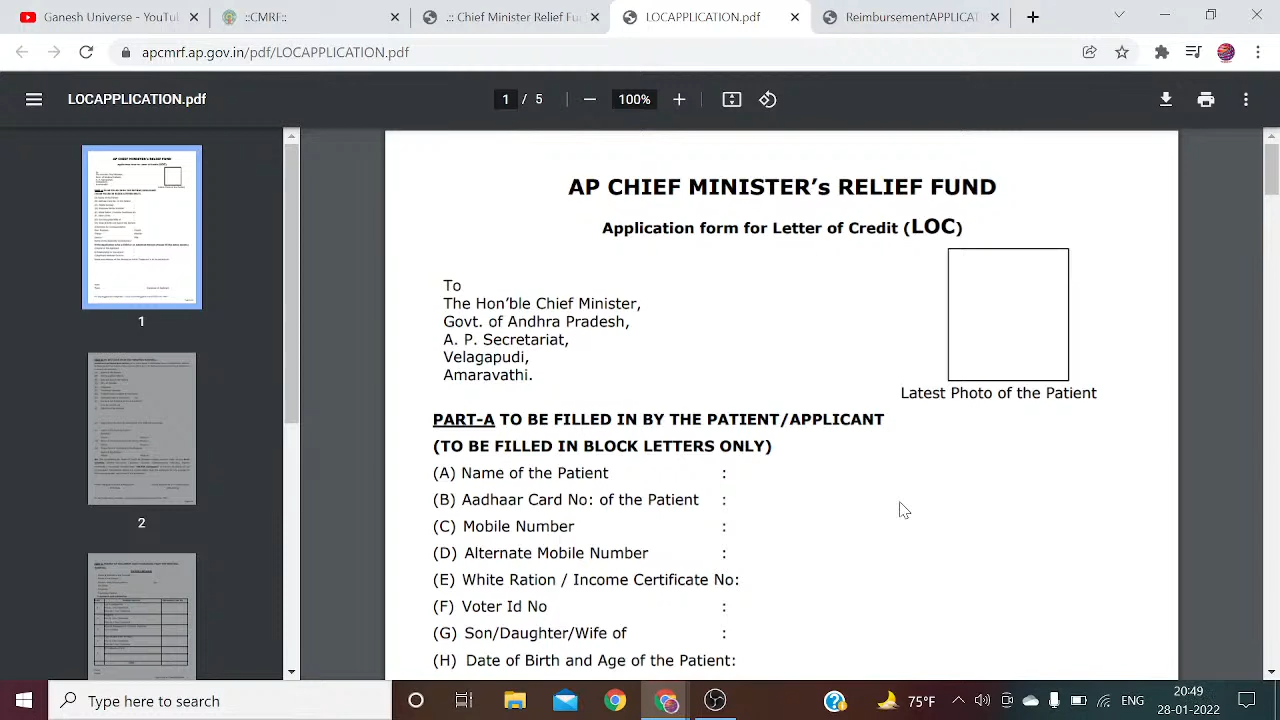 Ganesh University - YouTu
::CMRF::
.:: Chief Minister Relief Fu
LOCAPPLICATION.pdf
ReimbursementAPPLICAT
apcmrf.ap.gov.in/pdf/LOCAPPLICATION.pdf
LOCAPPLICATION.pdf
1 / 5
100%
AP CHIEF MINISTER's RELIEF FUND
Application form for Letter of Credit (LOC)
To
The Hon'ble Chief Minister,
Govt. of Andhra Pradesh,
A. P. Secretariat,
Velagapudi,
Amaravathi
Latest Photo of the Patient
PART-A TO BE FILLED IN BY THE PATIENT/APPLICANT
(TO BE FILLED IN BLOCK LETTERS ONLY)
(A) Name of the Patient :
(B) Aadhaar Card No: of the Patient :
(C) Mobile Number :
(D) Alternate Mobile Number :
(E) White Ration / Income Certificate No:
(F) Voter Id No :
(G) Son/Daughter/Wife of :
(H) Date of Birth and Age of the Patient:
1
2
Type here to search
75°F
ENG
20:49
28-01-2022